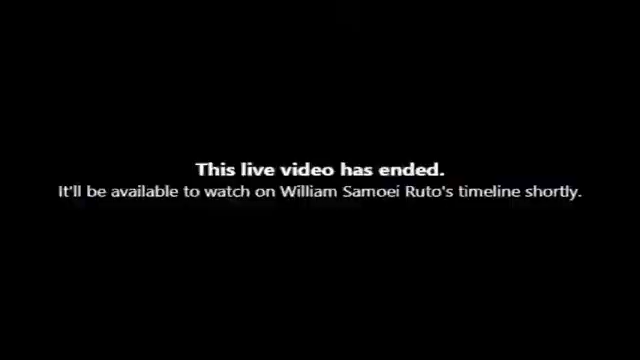 This live video has ended.
It'll be available to watch on William Samoei Ruto's timeline shortly.